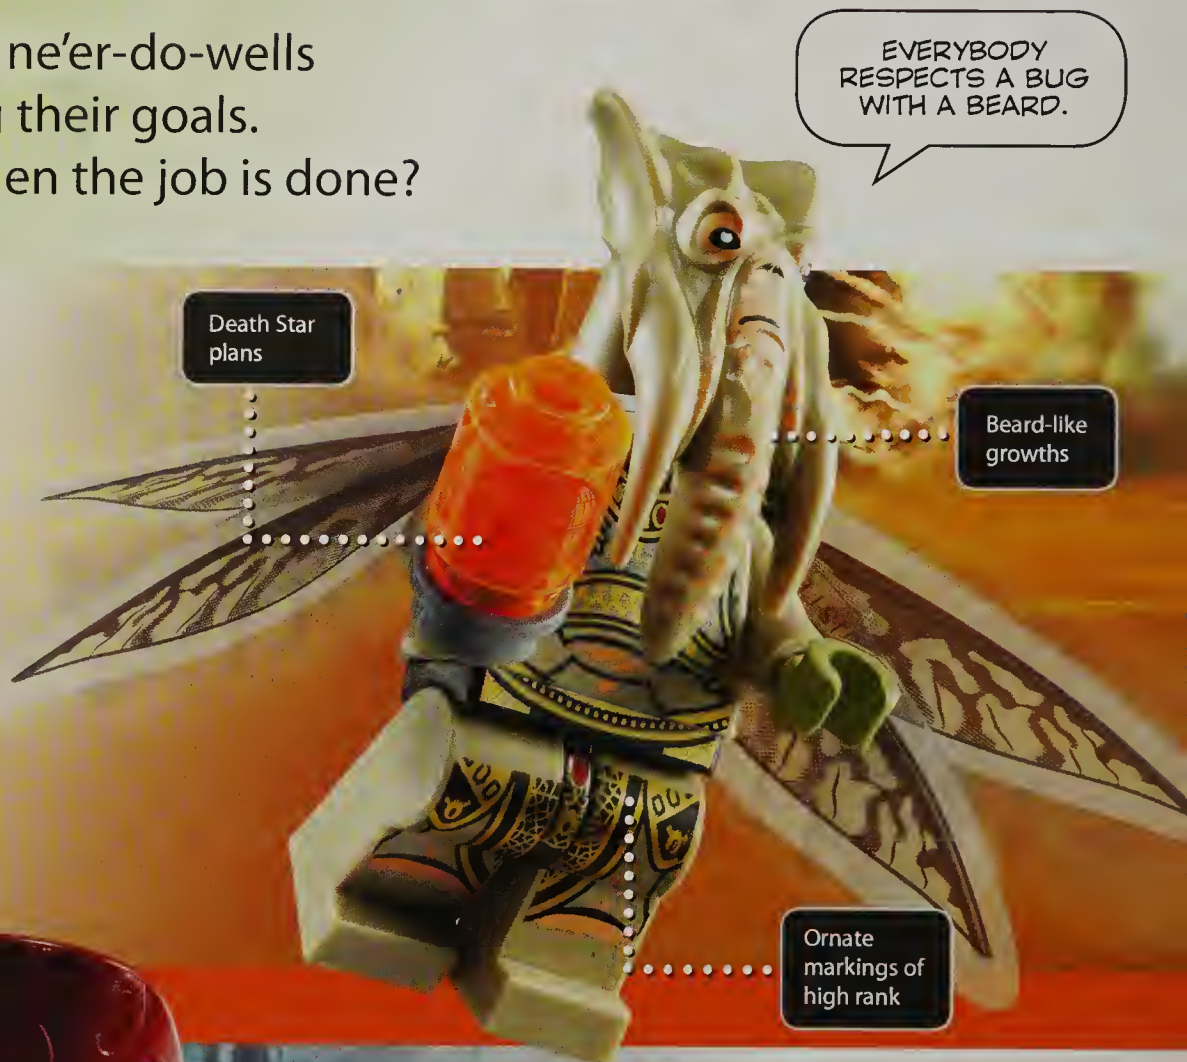 ne'er-do-wells
their goals.
en the job is done?
EVERYBODY
RESPECTS A BUG
WITH A BEARD.
Death Star
plans
Beard-like
growths
Ornate
markings of
high rank